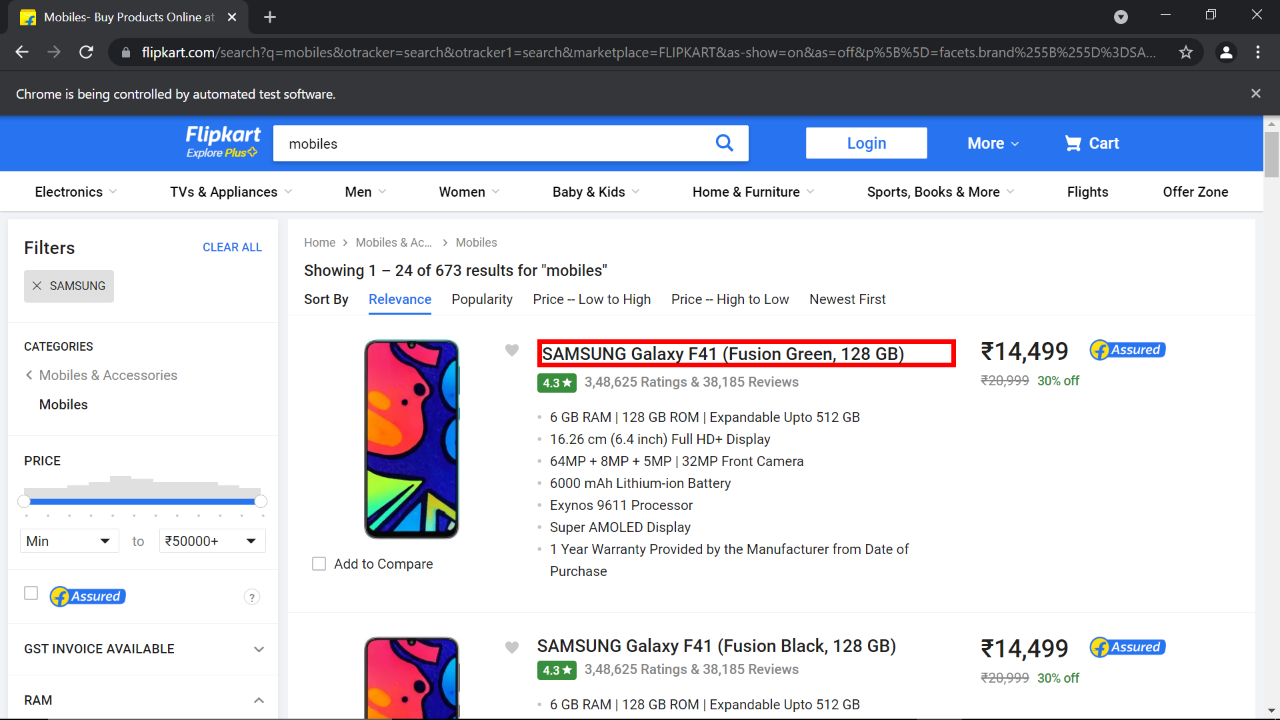 Mobiles- Buy Products Online at
flipkart.com/search?q=mobiles&otracker=search&otracker1=search&marketplace=FLIPKART&as-show=on&as=off&p%5B%5D=facets.brand%255B%255D%3DSA...
Chrome is being controlled by automated test software.
Flipkart
Explore Plus
mobiles
Login
More
Cart
Electronics
TVs & Appliances
Men
Women
Baby & Kids
Home & Furniture
Sports, Books & More
Flights
Offer Zone
Filters
CLEAR ALL
SAMSUNG
CATEGORIES
Mobiles & Accessories
Mobiles
PRICE
Min
to
₹50000+
Assured
?
GST INVOICE AVAILABLE
RAM
Home
Mobiles & Ac...
Mobiles
Showing 1 – 24 of 673 results for "mobiles"
Sort By
Relevance
Popularity
Price -- Low to High
Price -- High to Low
Newest First
SAMSUNG Galaxy F41 (Fusion Green, 128 GB)
4.3
3,48,625 Ratings & 38,185 Reviews
6 GB RAM | 128 GB ROM | Expandable Upto 512 GB
16.26 cm (6.4 inch) Full HD+ Display
64MP + 8MP + 5MP | 32MP Front Camera
6000 mAh Lithium-ion Battery
Exynos 9611 Processor
Super AMOLED Display
1 Year Warranty Provided by the Manufacturer from Date of
Purchase
₹14,499
Assured
₹20,999 30% off
Add to Compare
SAMSUNG Galaxy F41 (Fusion Black, 128 GB)
4.3
3,48,625 Ratings & 38,185 Reviews
6 GB RAM | 128 GB ROM | Expandable Upto 512 GB
₹14,499
Assured
₹20,999 30% off